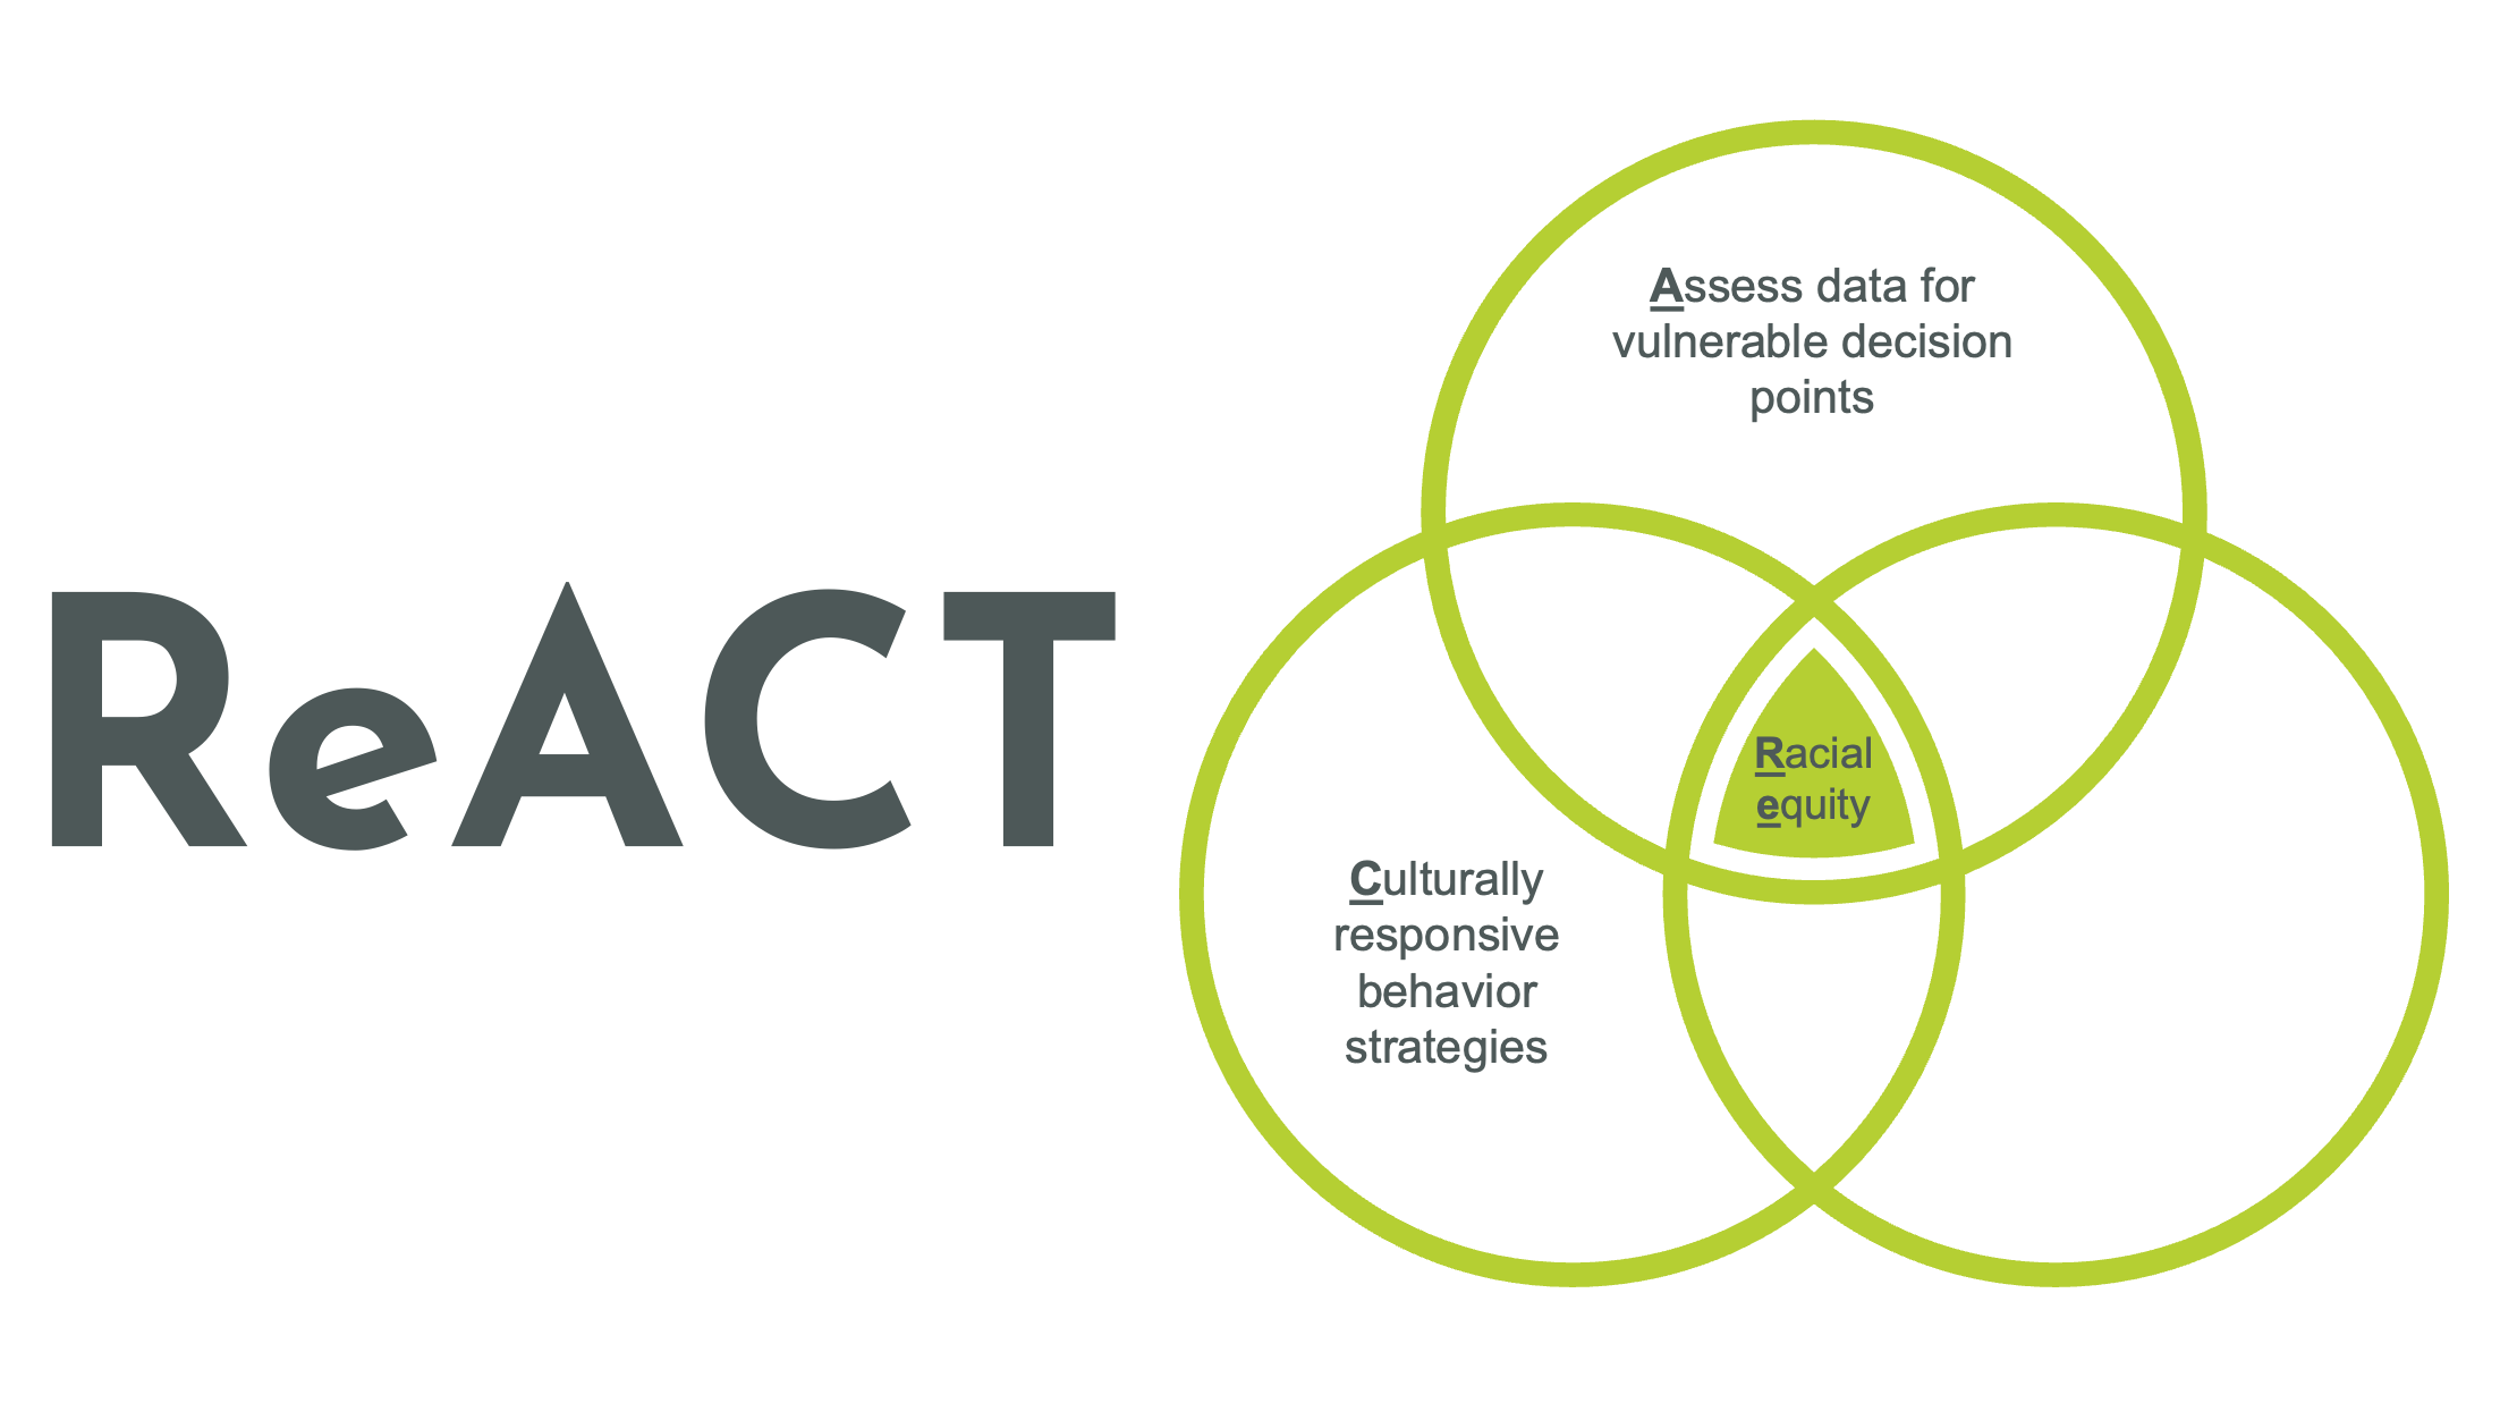 ReACT
Assess data for
vulnerable decision
points
Racial
equity
Culturally
responsive
behavior
strategies